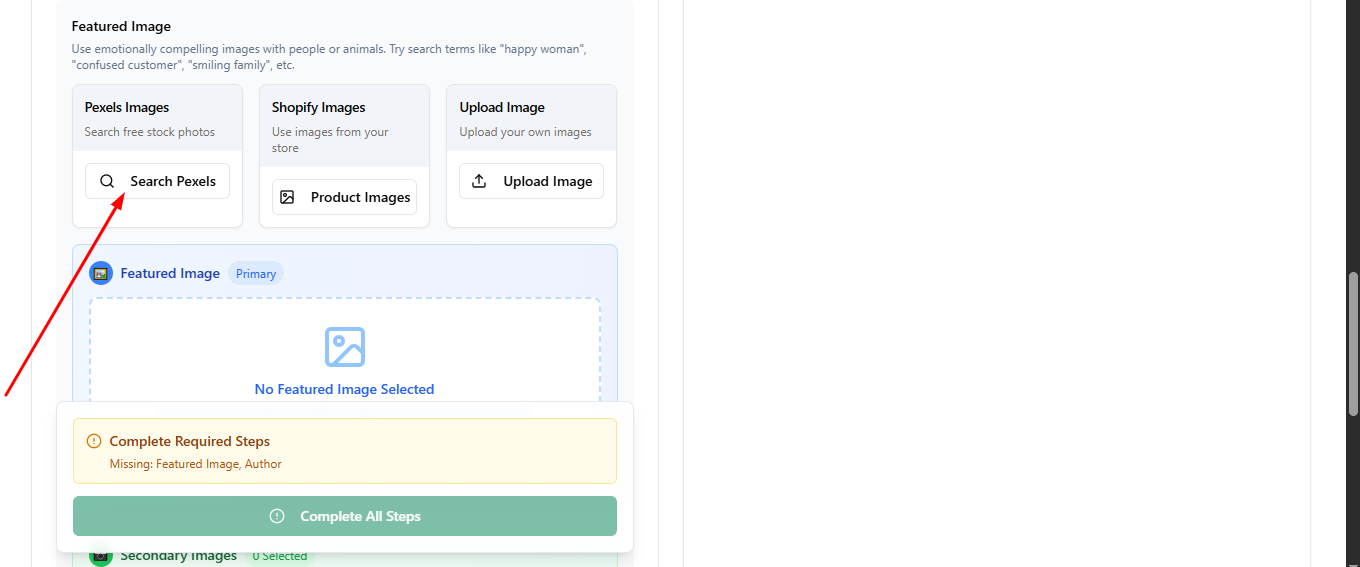 Featured Image
Use emotionally compelling images with people or animals. Try search terms like "happy woman",
"confused customer", "smiling family", etc.
Pexels Images
Search free stock photos
Search Pexels
Shopify Images
Use images from your
store
Product Images
Upload Image
Upload your own images
Upload Image
Featured Image
Primary
No Featured Image Selected
Complete Required Steps
Missing: Featured Image, Author
Complete All Steps
Secondary Images
0 Selected